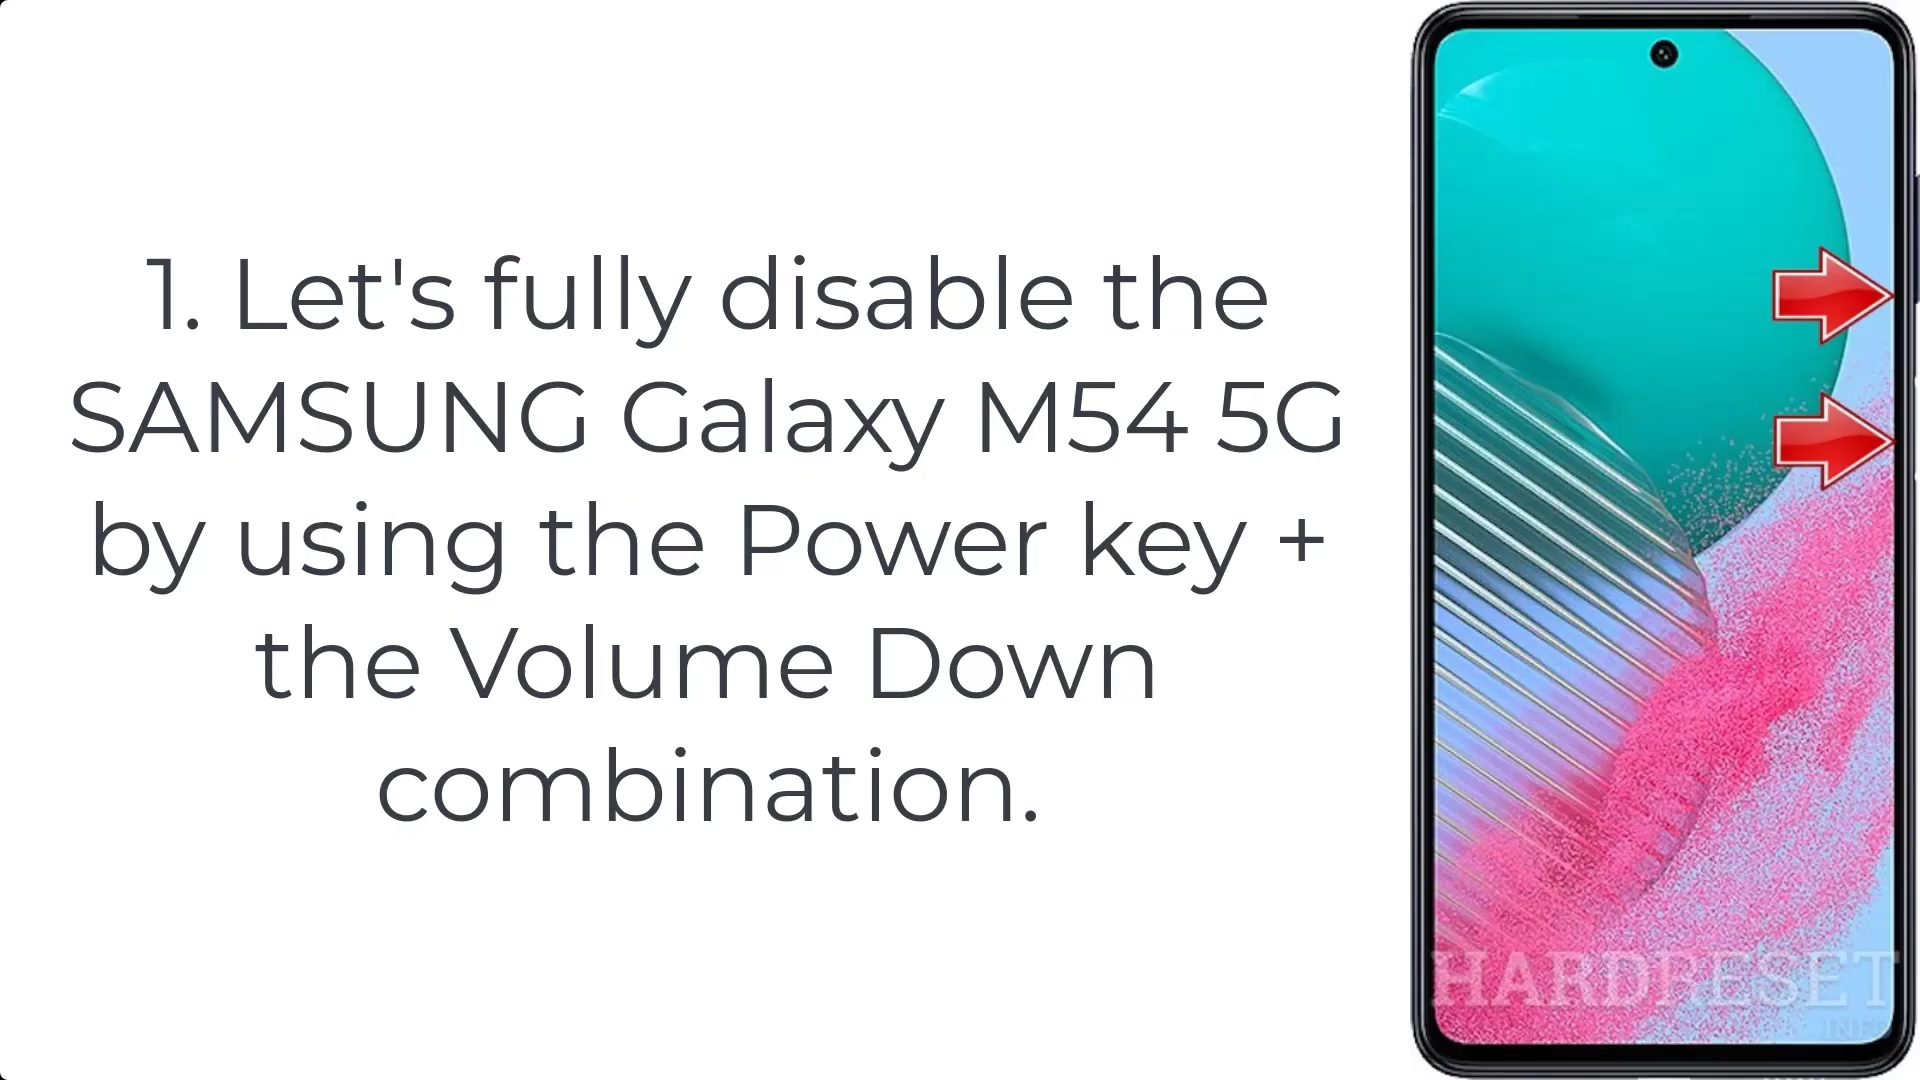 1. Let's fully disable the
SAMSUNG Galaxy M54 5G
by using the Power key +
the Volume Down
combination.
HARDRESET
INFO